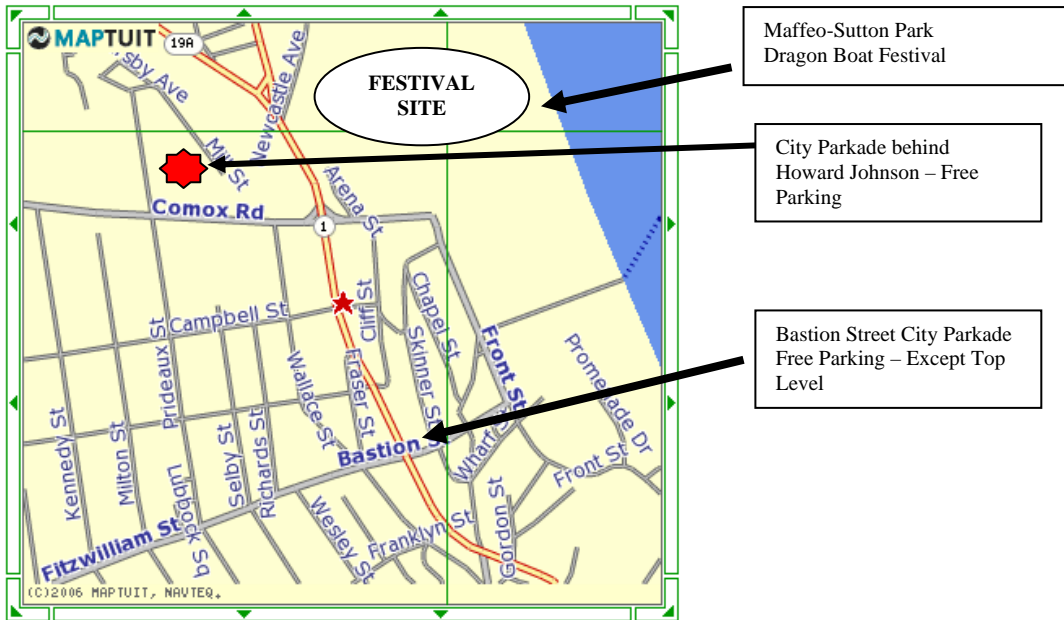 MAPTUIT
19A
sby Ave
Newcastle Ave
FESTIVAL
SITE
Maffeo-Sutton Park
Dragon Boat Festival
Mill St
City Parkade behind
Howard Johnson – Free
Parking
Arena St
Comox Rd
1
Campbell St
Cliff St
Chapel St
Skinner St
Front St
Promenade Dr
Prideaux St
Wallace St
Fraser St
Bastion Street City Parkade
Free Parking – Except Top
Level
Kennedy St
Milton St
Lubbock Sq
Selby St
Richards St
Bastion S
Wharf S
Front St
Fitzwilliam St
Wesley St
Franklyn St
Gordon St
(C)2006 MAPTUIT, NAVTEQ.